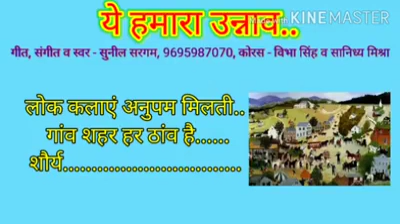 Made with KINEMASTER
ये हमारा उन्नाव..
गीत, संगीत व स्वर - सुनील सरगम, 9695987070, कोरस - विभा सिंह व सानिध्य मिश्रा
लोक कलाएं अनुपम मिलती..
गांव शहर हर ठांव है......
शौर्य................................